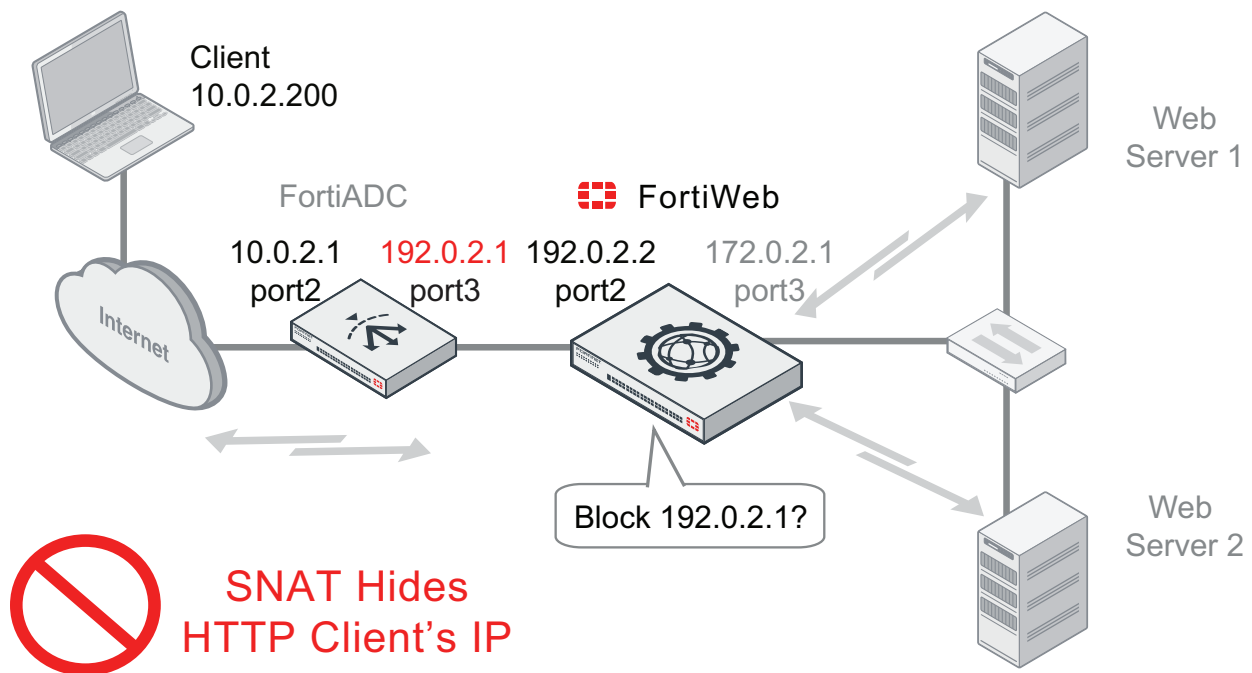 Client
10.0.2.200
Web
Server 1
FortiADC
FortiWeb
10.0.2.1
port2
192.0.2.1
port3
192.0.2.2
port2
172.0.2.1
port3
Internet
Block 192.0.2.1?
Web
Server 2
SNAT Hides
HTTP Client's IP